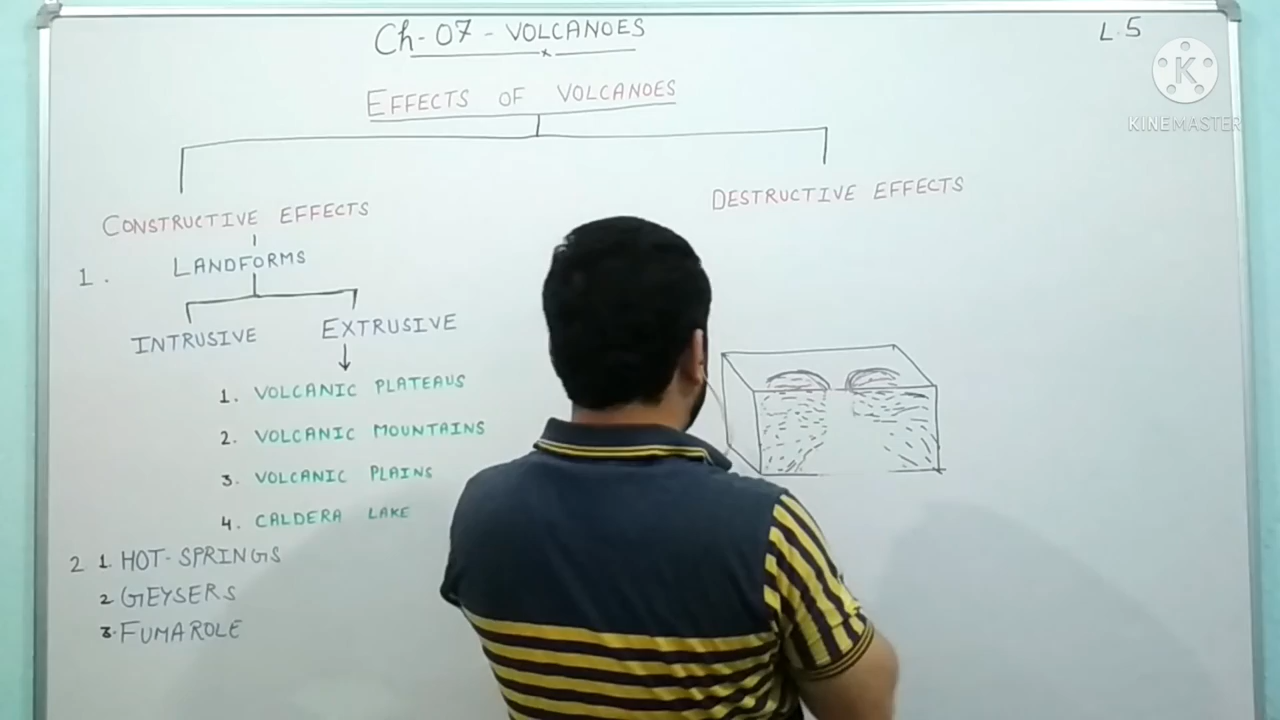 Ch-07-VOLCANOES
L.5
K
KINEMASTER
EFFECTS OF VOLCANOES
CONSTRUCTIVE EFFECTS
DESTRUCTIVE EFFECTS
1. LANDFORMS
INTRUSIVE
EXTRUSIVE
1. VOLCANIC PLATEAUS
2. VOLCANIC MOUNTAINS
3. VOLCANIC PLAINS
4. CALDERA LAKE
2 1. HOT-SPRINGS
2 GEYSERS
3. FUMAROLE